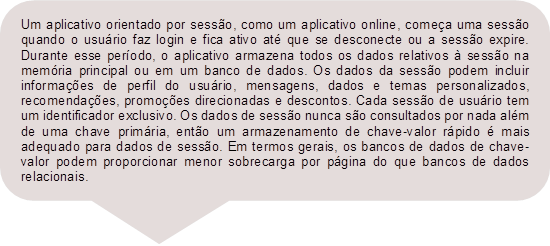 Um aplicativo orientado por sessão, como um aplicativo online, começa uma sessão
quando o usuário faz login e fica ativo até que se desconecte ou a sessão expire.
Durante esse período, o aplicativo armazena todos os dados relativos à sessão na
memória principal ou em um banco de dados. Os dados da sessão podem incluir
informações de perfil do usuário, mensagens, dados e temas personalizados,
recomendações, promoções direcionadas e descontos. Cada sessão de usuário tem
um identificador exclusivo. Os dados de sessão nunca são consultados por nada além
de uma chave primária, então um armazenamento de chave-valor rápido é mais
adequado para dados de sessão. Em termos gerais, os bancos de dados de chave-
valor podem proporcionar menor sobrecarga por página do que bancos de dados
relacionais.